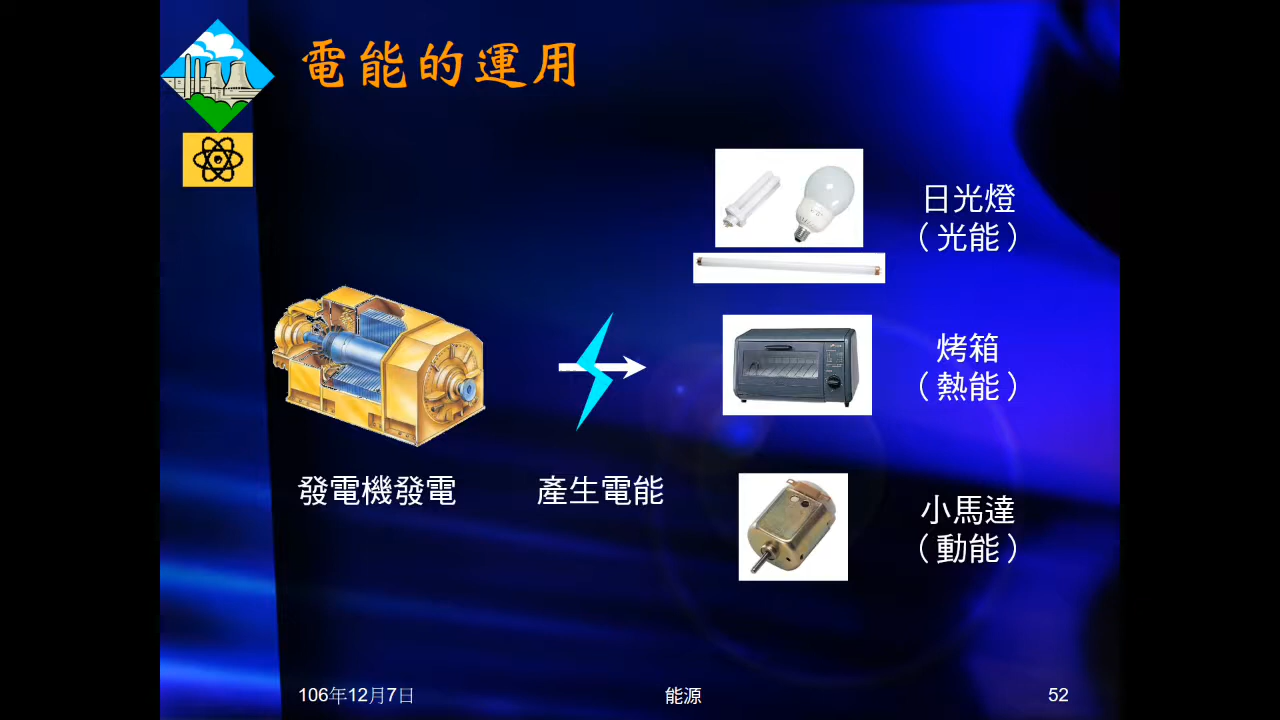 電能的運用
日光燈
（光能）
烤箱
（熱能）
發電機發電
產生電能
小馬達
（動能）
106年12月7日
能源
52